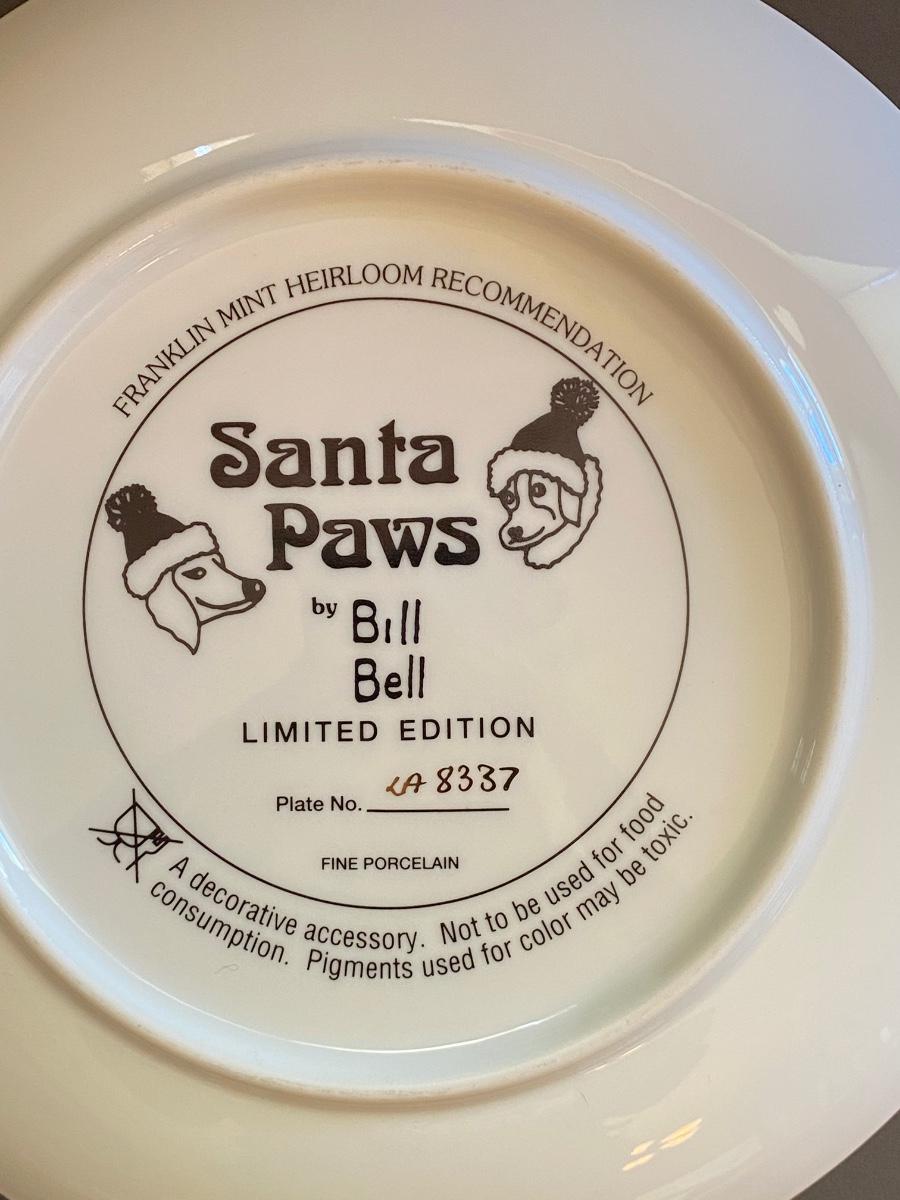 FRANKLIN MINT HEIRLOOM RECOMMENDATION
Santa
Paws
by Bill
Bell
LIMITED EDITION
Plate No. LA 8337
FINE PORCELAIN
A decorative accessory. Not to be used for food
consumption. Pigments used for color may be toxic.